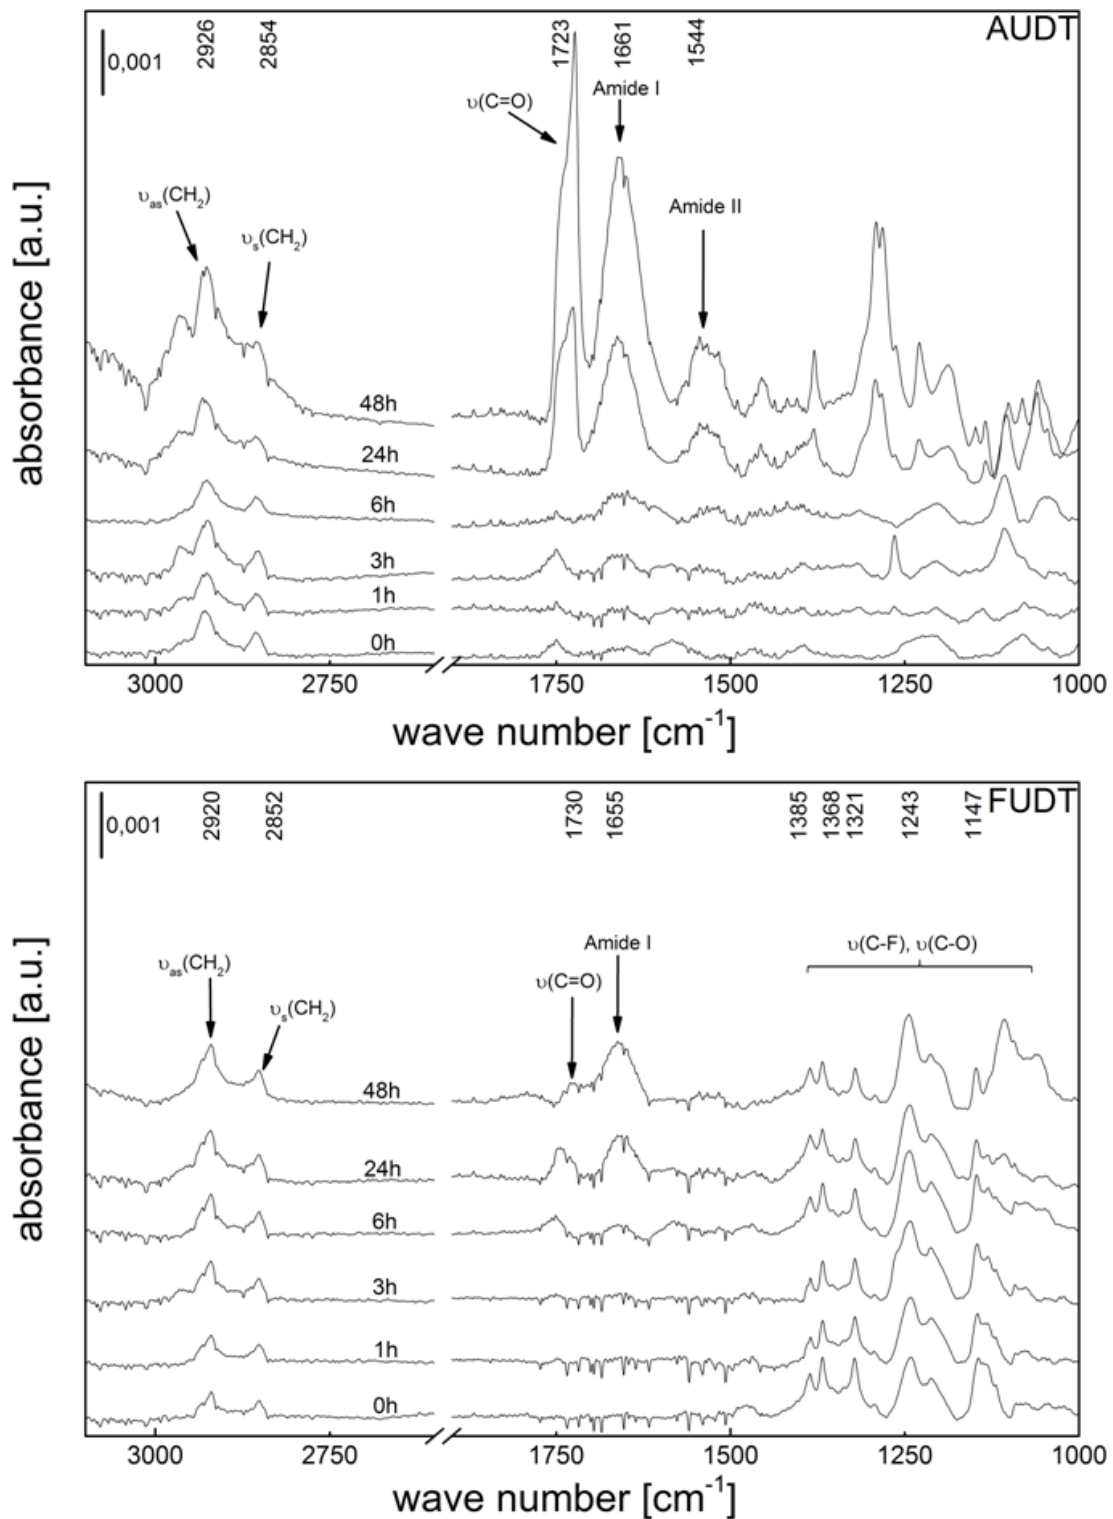 2926 2854 1723 1661 1544 AUDT
0,001
υ(C=O) Amide I
υas(CH2) Amide II
υs(CH2)
48h
24h
6h
3h
1h
0h
absorbance [a.u.]
3000 2750 1750 1500 1250 1000
wave number [cm-1]
2920 2852 1730 1655 1385 1368 1321 1243 1147 FUDT
0,001
υas(CH2) Amide I υ(C-F), υ(C-O)
υs(CH2) υ(C=O)
48h
24h
6h
3h
1h
0h
absorbance [a.u.]
3000 2750 1750 1500 1250 1000
wave number [cm-1]